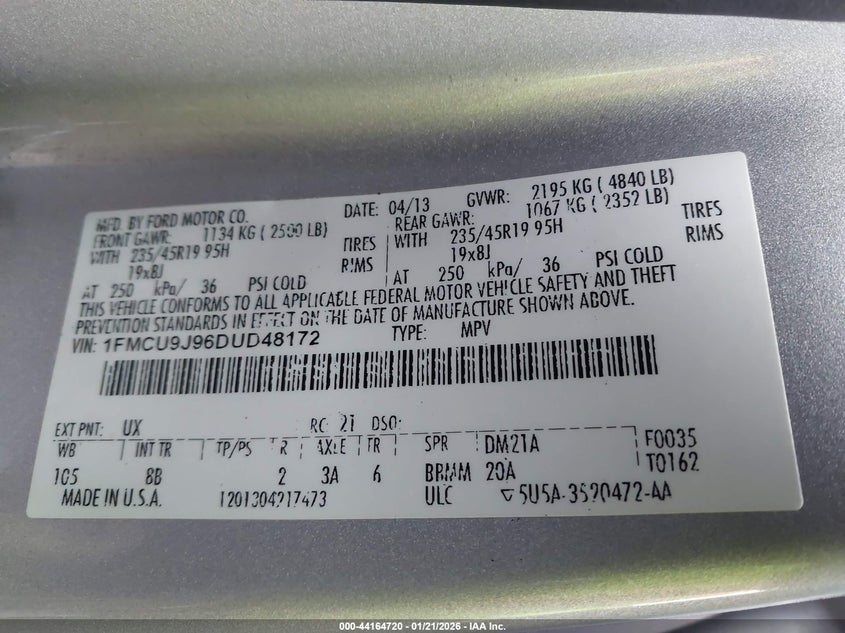 MFD. BY FORD MOTOR CO. DATE: 04/13 GVWR: 2195 KG ( 4840 LB)
FRONT GAWR: 1134 KG ( 2500 LB) REAR GAWR: 1067 KG ( 2352 LB)
WITH 235/45R19 95H TIRES WITH 235/45R19 95H TIRES
19x8J RIMS 19x8J RIMS
AT 250 kPa/ 36 PSI COLD AT 250 kPa/ 36 PSI COLD
THIS VEHICLE CONFORMS TO ALL APPLICABLE FEDERAL MOTOR VEHICLE SAFETY AND THEFT
PREVENTION STANDARDS IN EFFECT ON THE DATE OF MANUFACTURE SHOWN ABOVE.
VIN: 1FMCU9J96DUD48172 TYPE: MPV
EXT PNT: UX RC: 21 DSO:
WB INT TR TP/PS R AXLE TR SPR DM21A F0035
105 8B 2 3A 6 BRMM 20A T0162
MADE IN U.S.A. 1201304217473 ULC 5U5A-3520472-AA
000-44164720 — 01/21/2026 — IAA Inc.